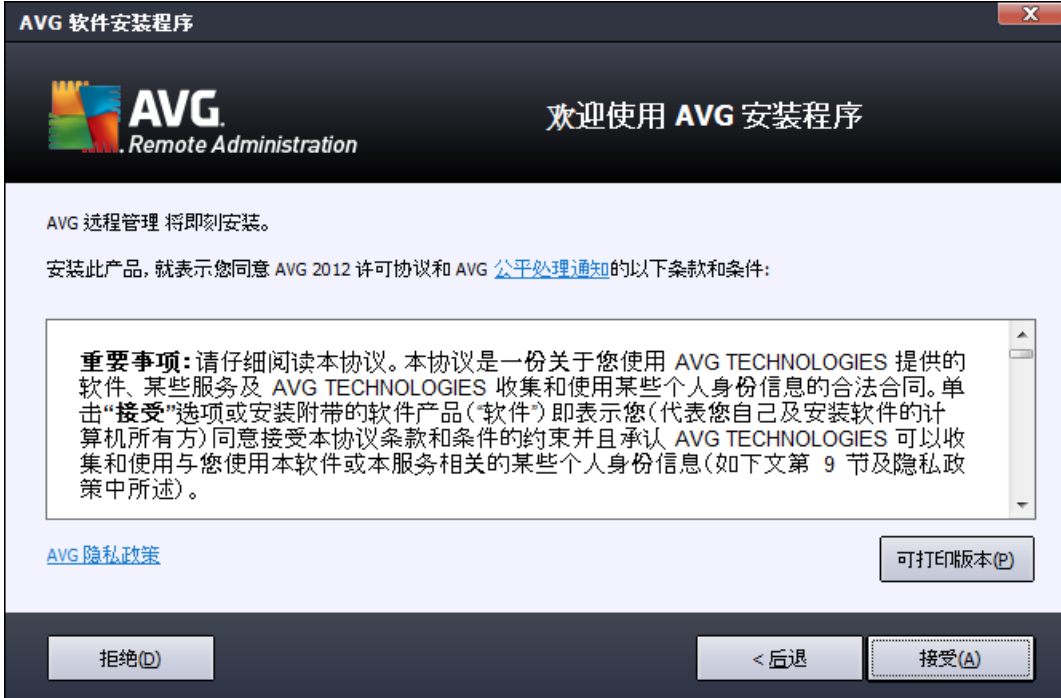 AVG 软件安装程序
AVG.
Remote Administration
欢迎使用 AVG 安装程序
AVG 远程管理 将即刻安装。
安装此产品, 就表示您同意 AVG 2012 许可协议和 AVG 公平处理通知的以下条款和条件:
重要事项: 请仔细阅读本协议。本协议是一份关于您使用 AVG TECHNOLOGIES 提供的
软件、某些服务及 AVG TECHNOLOGIES 收集和使用某些个人身份信息的合法合同。单
击“接受”选项或安装附带的软件产品(“软件”)即表示您(代表您自己及安装软件的计
算机所有方)同意接受本协议条款和条件的约束并且承认 AVG TECHNOLOGIES 可以收
集和使用与您使用本软件或本服务相关的某些个人身份信息(如下文第 9 节及隐私政
策中所述)。
AVG 隐私政策
可打印版本(P)
拒绝(D)
< 后退
接受(A)